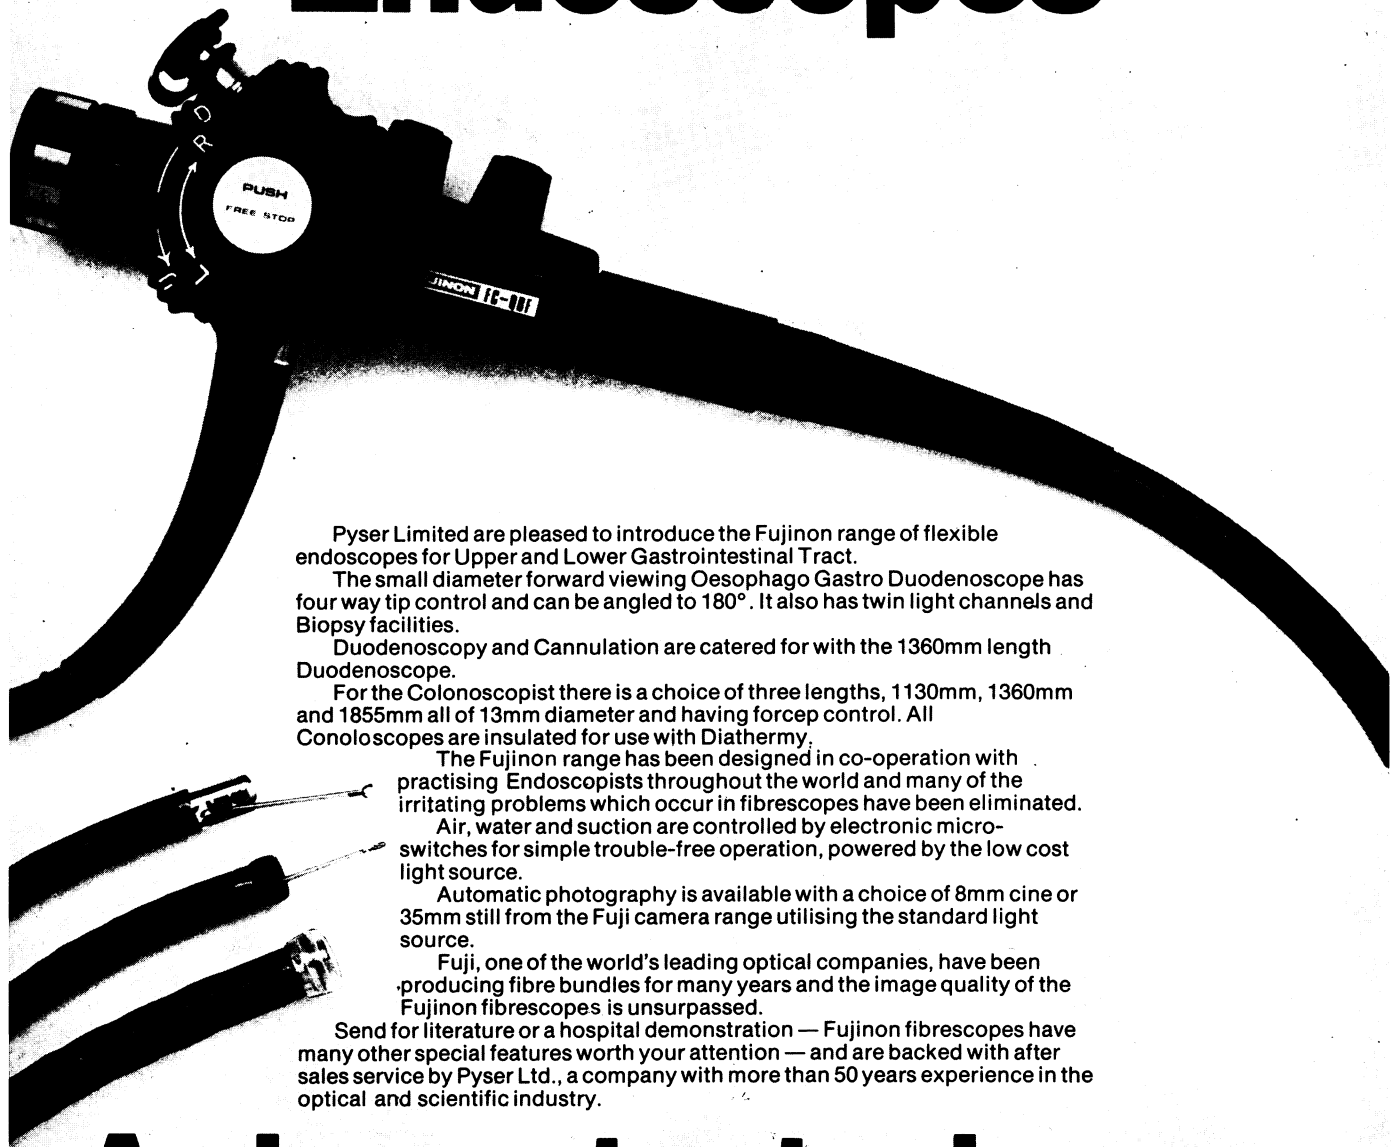 Endoscopes
D
R
PUSH
FREE STOP
U
L
JINON FC-QBF
Pyser Limited are pleased to introduce the Fujinon range of flexible
endoscopes for Upper and Lower Gastrointestinal Tract.
The small diameter forward viewing Oesophago Gastro Duodenoscope has
four way tip control and can be angled to 180°. It also has twin light channels and
Biopsy facilities.
Duodenoscopy and Cannulation are catered for with the 1360mm length
Duodenoscope.
For the Colonoscopist there is a choice of three lengths, 1130mm, 1360mm
and 1855mm all of 13mm diameter and having forcep control. All
Conoloscopes are insulated for use with Diathermy.
The Fujinon range has been designed in co-operation with
practising Endoscopists throughout the world and many of the
irritating problems which occur in fibrescopes have been eliminated.
Air, water and suction are controlled by electronic micro-
switches for simple trouble-free operation, powered by the low cost
light source.
Automatic photography is available with a choice of 8mm cine or
35mm still from the Fuji camera range utilising the standard light
source.
Fuji, one of the world's leading optical companies, have been
producing fibre bundles for many years and the image quality of the
Fujinon fibrescopes is unsurpassed.
Send for literature or a hospital demonstration — Fujinon fibrescopes have
many other special features worth your attention — and are backed with after
sales service by Pyser Ltd., a company with more than 50 years experience in the
optical and scientific industry.